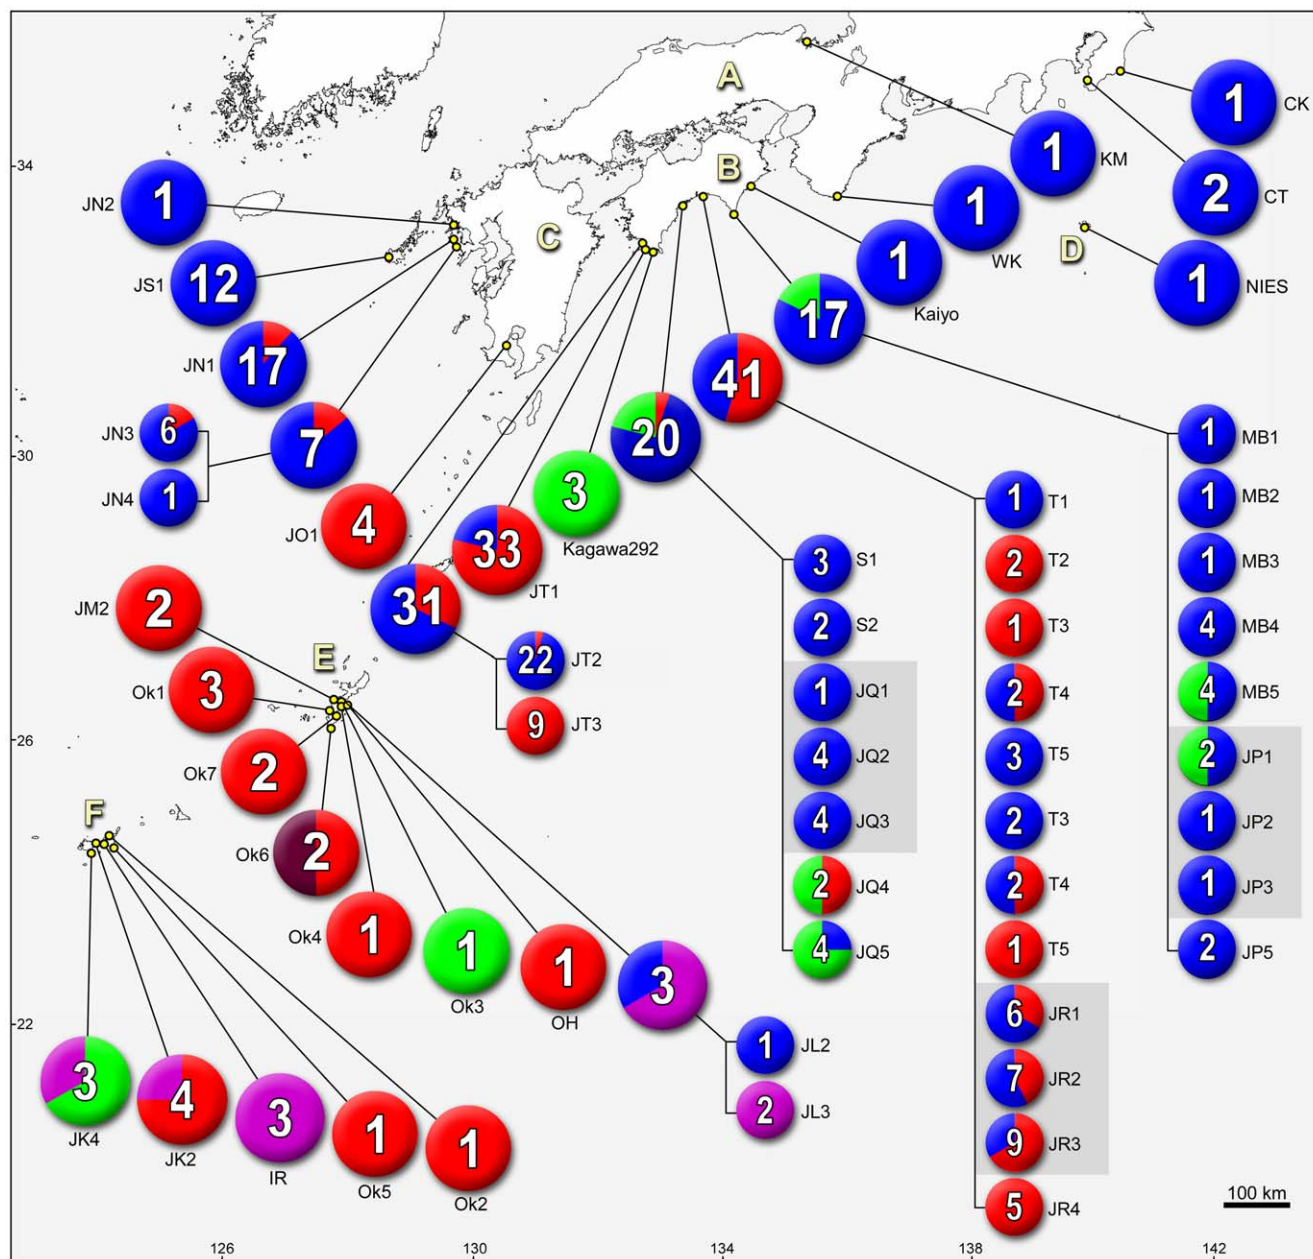 A
B
C
D
E
F
34
30
26
22
126
130
134
138
142
1 CK
2 CT
1 NIES
1 KM
1 WK
1 Kaiyo
17
41
20
3 Kagawa292
33 JT1
31
22 JT2
9 JT3
JN2 1
JS1 12
JN1 17
7
JN3 6
JN4 1
JO1 4
JM2 2
Ok1 3
Ok7 2
Ok6 2
Ok4 1
1 Ok3
1 OH
3
1 JL2
2 JL3
3 JK4
4 JK2
3 IR
1 Ok5
1 Ok2
3 S1
2 S2
1 JQ1
4 JQ2
4 JQ3
2 JQ4
4 JQ5
1 T1
2 T2
1 T3
2 T4
3 T5
2 T3
2 T4
1 T5
6 JR1
7 JR2
9 JR3
5 JR4
1 MB1
1 MB2
1 MB3
4 MB4
4 MB5
2 JP1
1 JP2
1 JP3
2 JP5
100 km